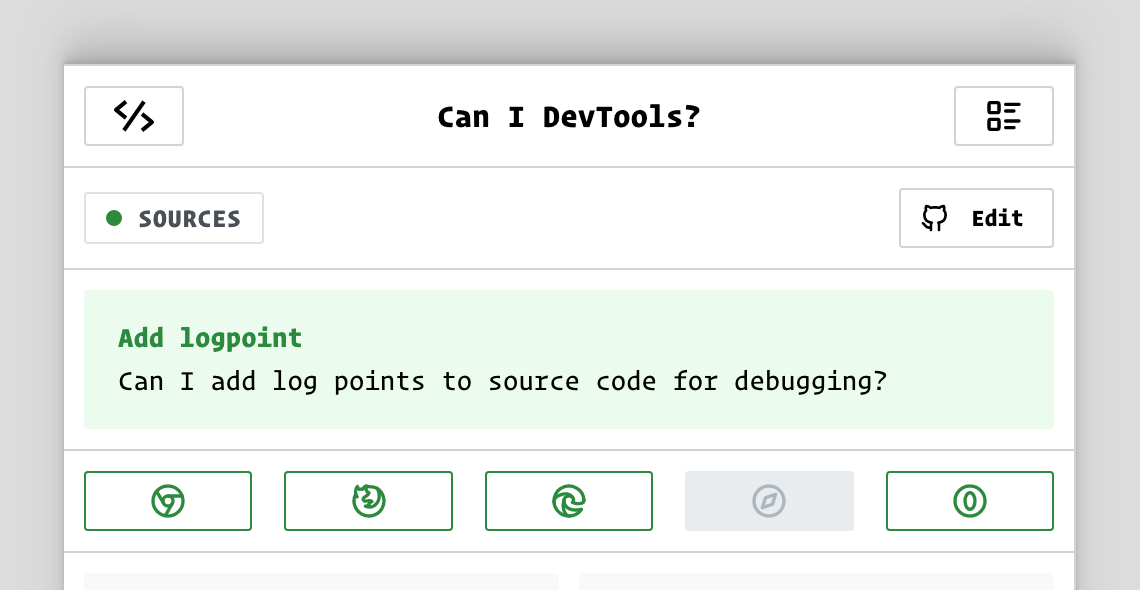 Can I DevTools?
SOURCES
Edit
Add logpoint
Can I add log points to source code for debugging?